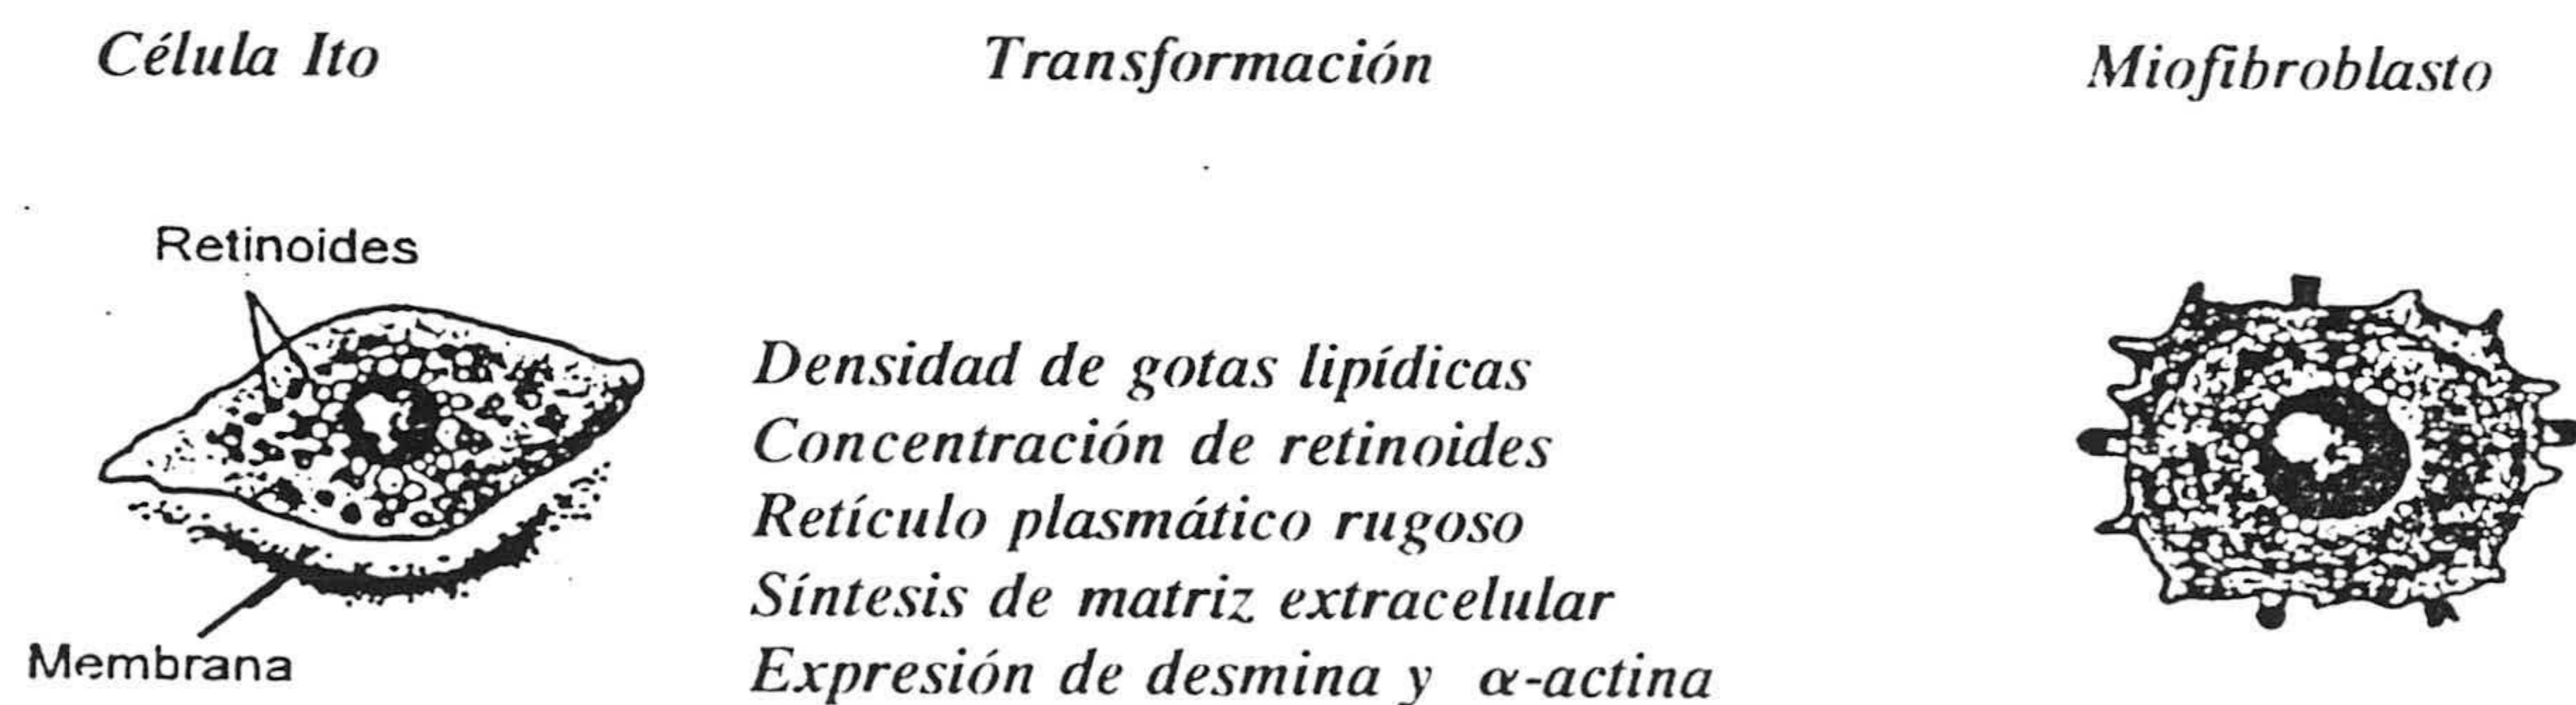 Célula Ito
Transformación
Miofibroblasto
Retinoides
Densidad de gotas lipídicas
Concentración de retinoides
Retículo plasmático rugoso
Síntesis de matriz extracelular
Membrana
Expresión de desmina y α-actina